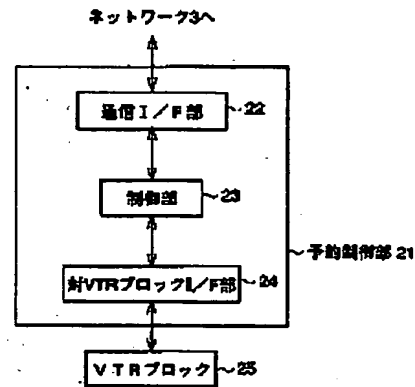 ネットワーク3へ
通信I/F部 ~22
制御部 ~23
予約制御部 21
対VTRブロックI/F部 ~24
VTRブロック ~25